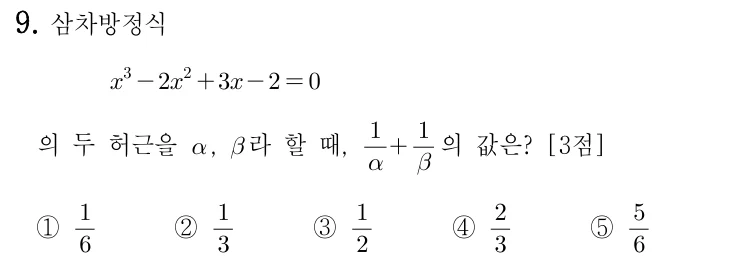 9. 삼차방정식
x³ − 2x² + 3x − 2 = 0
의 두 허근을 α, β라 할 때, 1/α + 1/β 의 값은? [3점]
① 1/6 ② 1/3 ③ 1/2 ④ 2/3 ⑤ 5/6